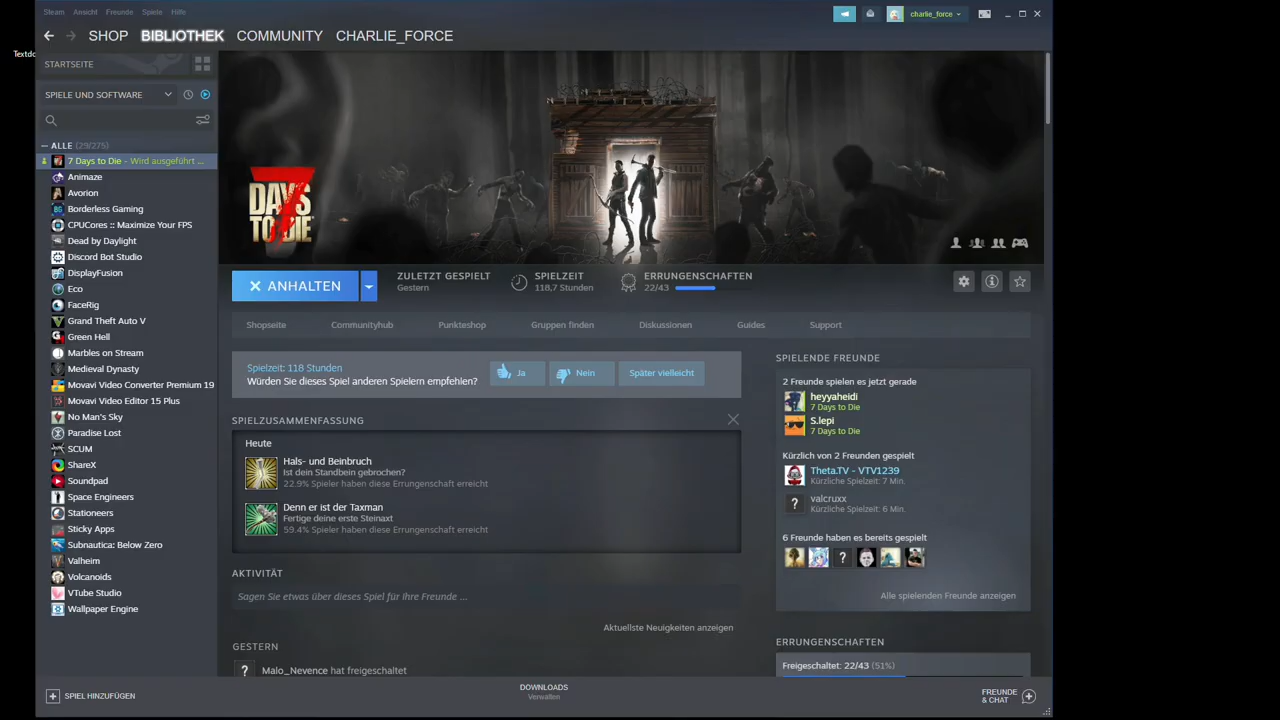 Steam Ansicht Freunde Spiele Hilfe
charlie_force
SHOP BIBLIOTHEK COMMUNITY CHARLIE_FORCE
Textdo
STARTSEITE
SPIELE UND SOFTWARE
ALLE (29/275)
7 Days to Die - Wird ausgeführt ...
Animaze
Avorion
Borderless Gaming
CPUCores :: Maximize Your FPS
Dead by Daylight
Discord Bot Studio
DisplayFusion
Eco
FaceRig
Grand Theft Auto V
Green Hell
Marbles on Stream
Medieval Dynasty
Movavi Video Converter Premium 19
Movavi Video Editor 15 Plus
No Man's Sky
Paradise Lost
SCUM
ShareX
Soundpad
Space Engineers
Stationeers
Sticky Apps
Subnautica: Below Zero
Valheim
Volcanoids
VTube Studio
Wallpaper Engine
7 DAYS TO DIE
ANHALTEN
ZULETZT GESPIELT
Gestern
SPIELZEIT
118,7 Stunden
ERRUNGENSCHAFTEN
22/43
Shopseite Communityhub Punkteshop Gruppen finden Diskussionen Guides Support
Spielzeit: 118 Stunden
Würden Sie dieses Spiel anderen Spielern empfehlen?
Ja Nein Später vielleicht
SPIELZUSAMMENFASSUNG
Heute
Hals- und Beinbruch
Ist dein Standbein gebrochen?
22.9% Spieler haben diese Errungenschaft erreicht
Denn er ist der Taxman
Fertige deine erste Steinaxt
59.4% Spieler haben diese Errungenschaft erreicht
AKTIVITÄT
Sagen Sie etwas über dieses Spiel für Ihre Freunde ...
Aktuellste Neuigkeiten anzeigen
GESTERN
? Malo_Nevence hat freigeschaltet
SPIELENDE FREUNDE
2 Freunde spielen es jetzt gerade
heyyaheidi
7 Days to Die
S.lepi
7 Days to Die
Kürzlich von 2 Freunden gespielt
Theta.TV - VTV1239
Kürzliche Spielzeit: 7 Min.
? valcruxx
Kürzliche Spielzeit: 6 Min.
6 Freunde haben es bereits gespielt
?
Alle spielenden Freunde anzeigen
ERRUNGENSCHAFTEN
Freigeschaltet: 22/43 (51%)
SPIEL HINZUFÜGEN
DOWNLOADS
Verwalten
FREUNDE
& CHAT